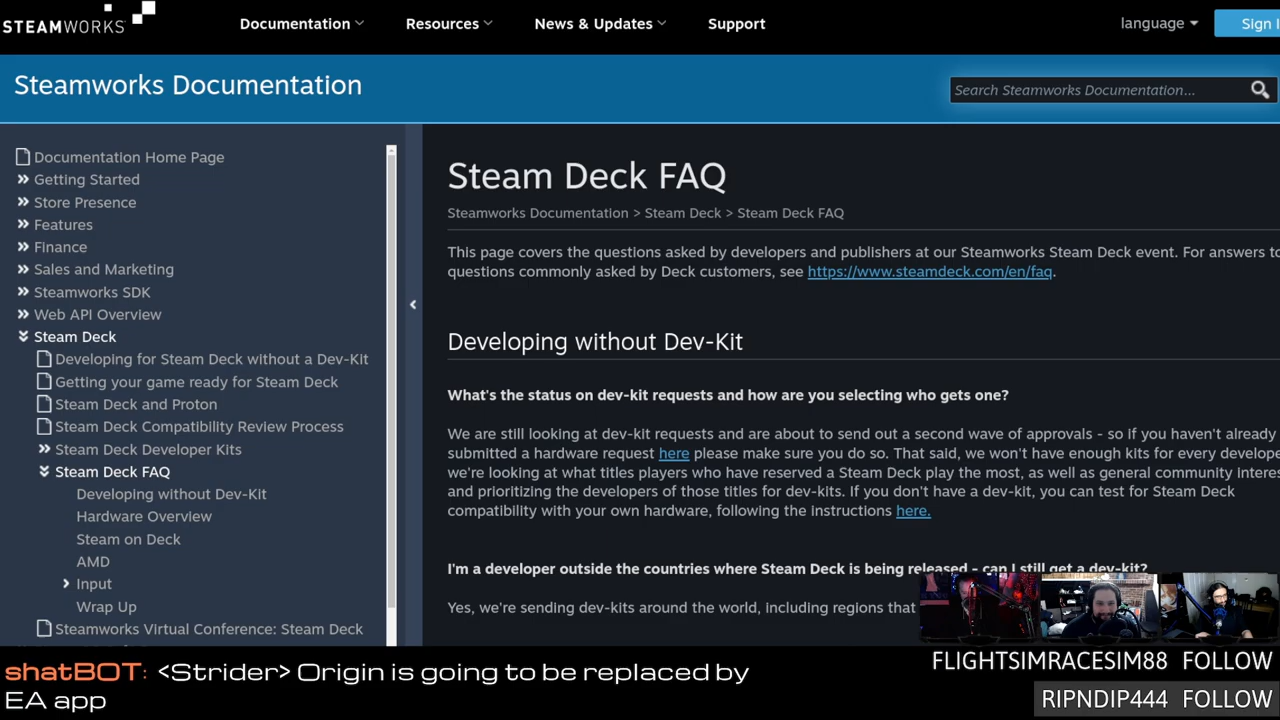 STEAMWORKS
Documentation
Resources
News & Updates
Support
language
Sign I
Steamworks Documentation
Search Steamworks Documentation...
Documentation Home Page
Getting Started
Store Presence
Features
Finance
Sales and Marketing
Steamworks SDK
Web API Overview
Steam Deck
Developing for Steam Deck without a Dev-Kit
Getting your game ready for Steam Deck
Steam Deck and Proton
Steam Deck Compatibility Review Process
Steam Deck Developer Kits
Steam Deck FAQ
Developing without Dev-Kit
Hardware Overview
Steam on Deck
AMD
Input
Wrap Up
Steamworks Virtual Conference: Steam Deck
Steam Deck FAQ
Steamworks Documentation > Steam Deck > Steam Deck FAQ
This page covers the questions asked by developers and publishers at our Steamworks Steam Deck event. For answers to
questions commonly asked by Deck customers, see https://www.steamdeck.com/en/faq.
Developing without Dev-Kit
What's the status on dev-kit requests and how are you selecting who gets one?
We are still looking at dev-kit requests and are about to send out a second wave of approvals - so if you haven't already
submitted a hardware request here please make sure you do so. That said, we won't have enough kits for every develope
we're looking at what titles players who have reserved a Steam Deck play the most, as well as general community interes
and prioritizing the developers of those titles for dev-kits. If you don't have a dev-kit, you can test for Steam Deck
compatibility with your own hardware, following the instructions here.
I'm a developer outside the countries where Steam Deck is being released - can I still get a dev-kit?
Yes, we're sending dev-kits around the world, including regions that
shatBOT: <Strider> Origin is going to be replaced by
EA app
FLIGHTSIMRACESIM88 FOLLOW
RIPNDIP444 FOLLOW